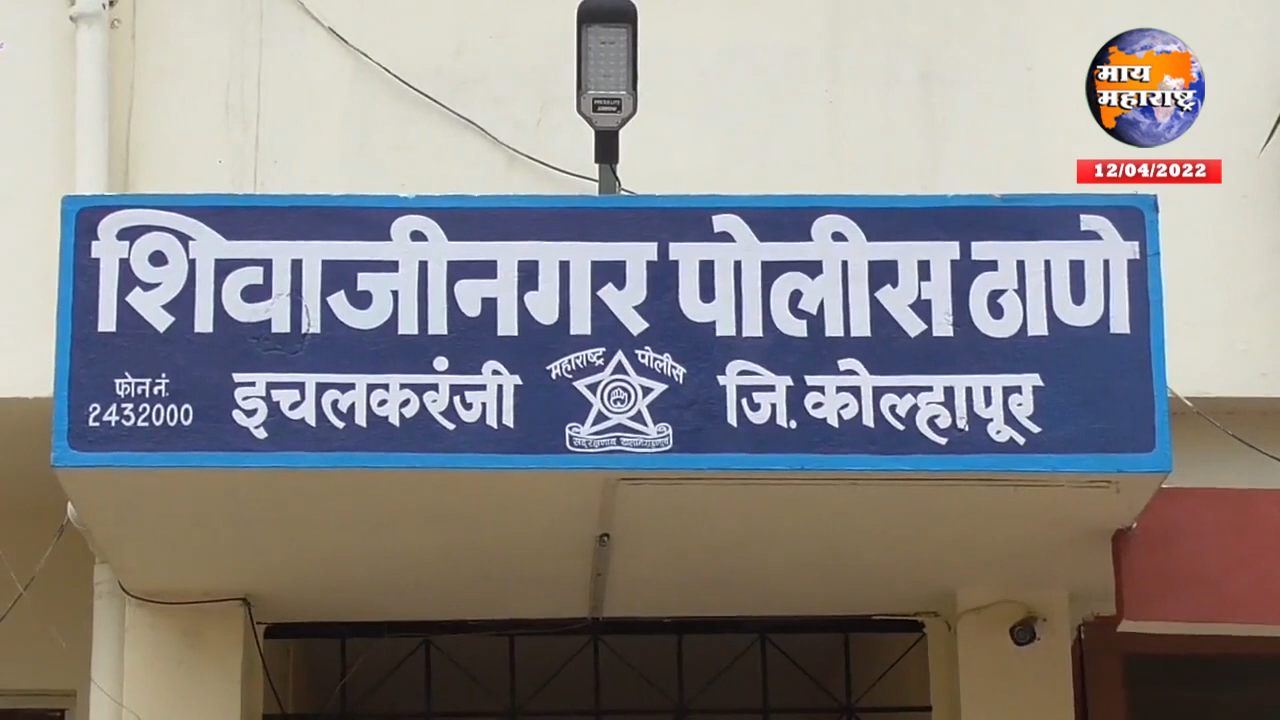 माय
महाराष्ट्र
12/04/2022
शिवाजीनगर पोलीस ठाणे
फोन नं.
2432000
इचलकरंजी
महाराष्ट्र पोलीस
जि. कोल्हापूर